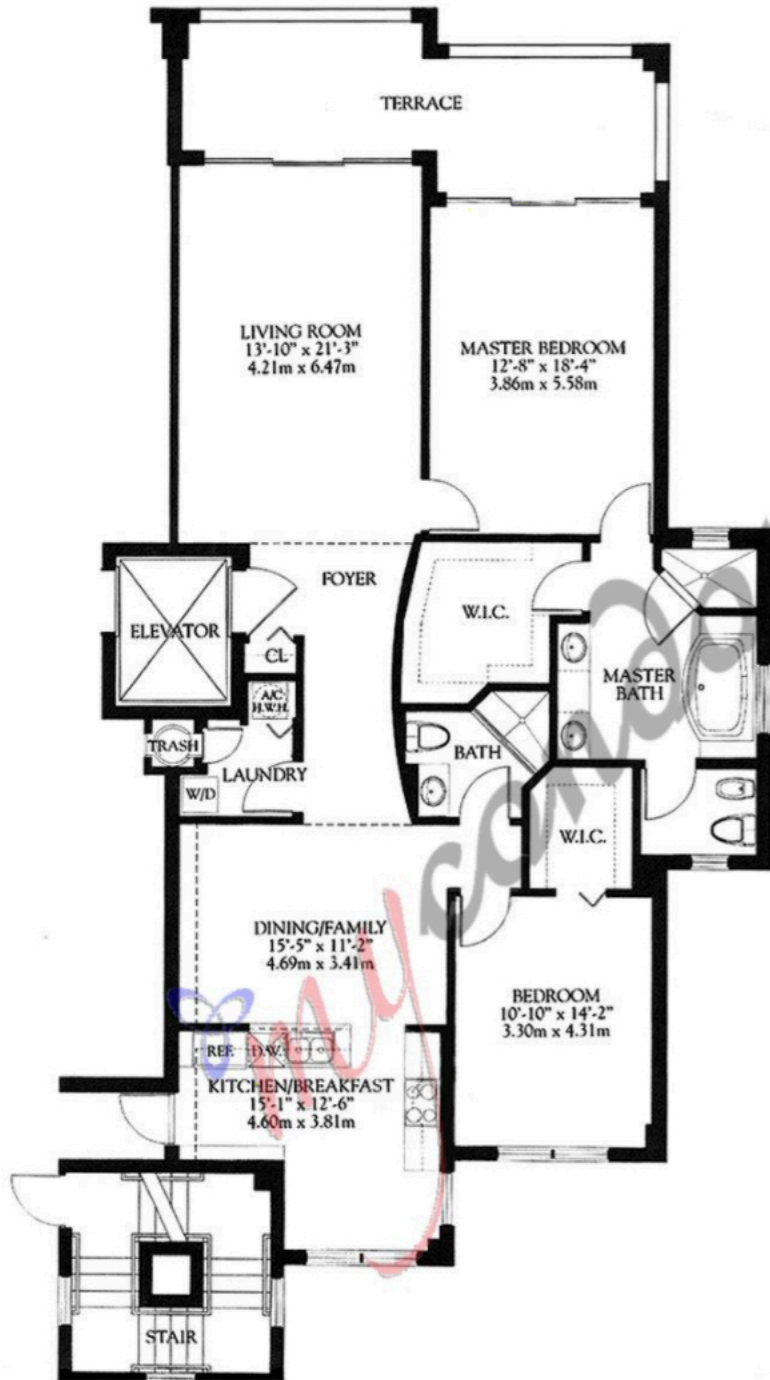 TERRACE
LIVING ROOM
13'-10" x 21'-3"
4.21m x 6.47m
MASTER BEDROOM
12'-8" x 18'-4"
3.86m x 5.58m
FOYER
ELEVATOR
W.I.C.
CL
MASTER
BATH
A/C
H.W.H.
TRASH
BATH
LAUNDRY
W/D
W.I.C.
DINING/FAMILY
15'-5" x 11'-2"
4.69m x 3.41m
BEDROOM
10'-10" x 14'-2"
3.30m x 4.31m
REF.
D.W.
KITCHEN/BREAKFAST
15'-1" x 12'-6"
4.60m x 3.81m
STAIR
mycondo